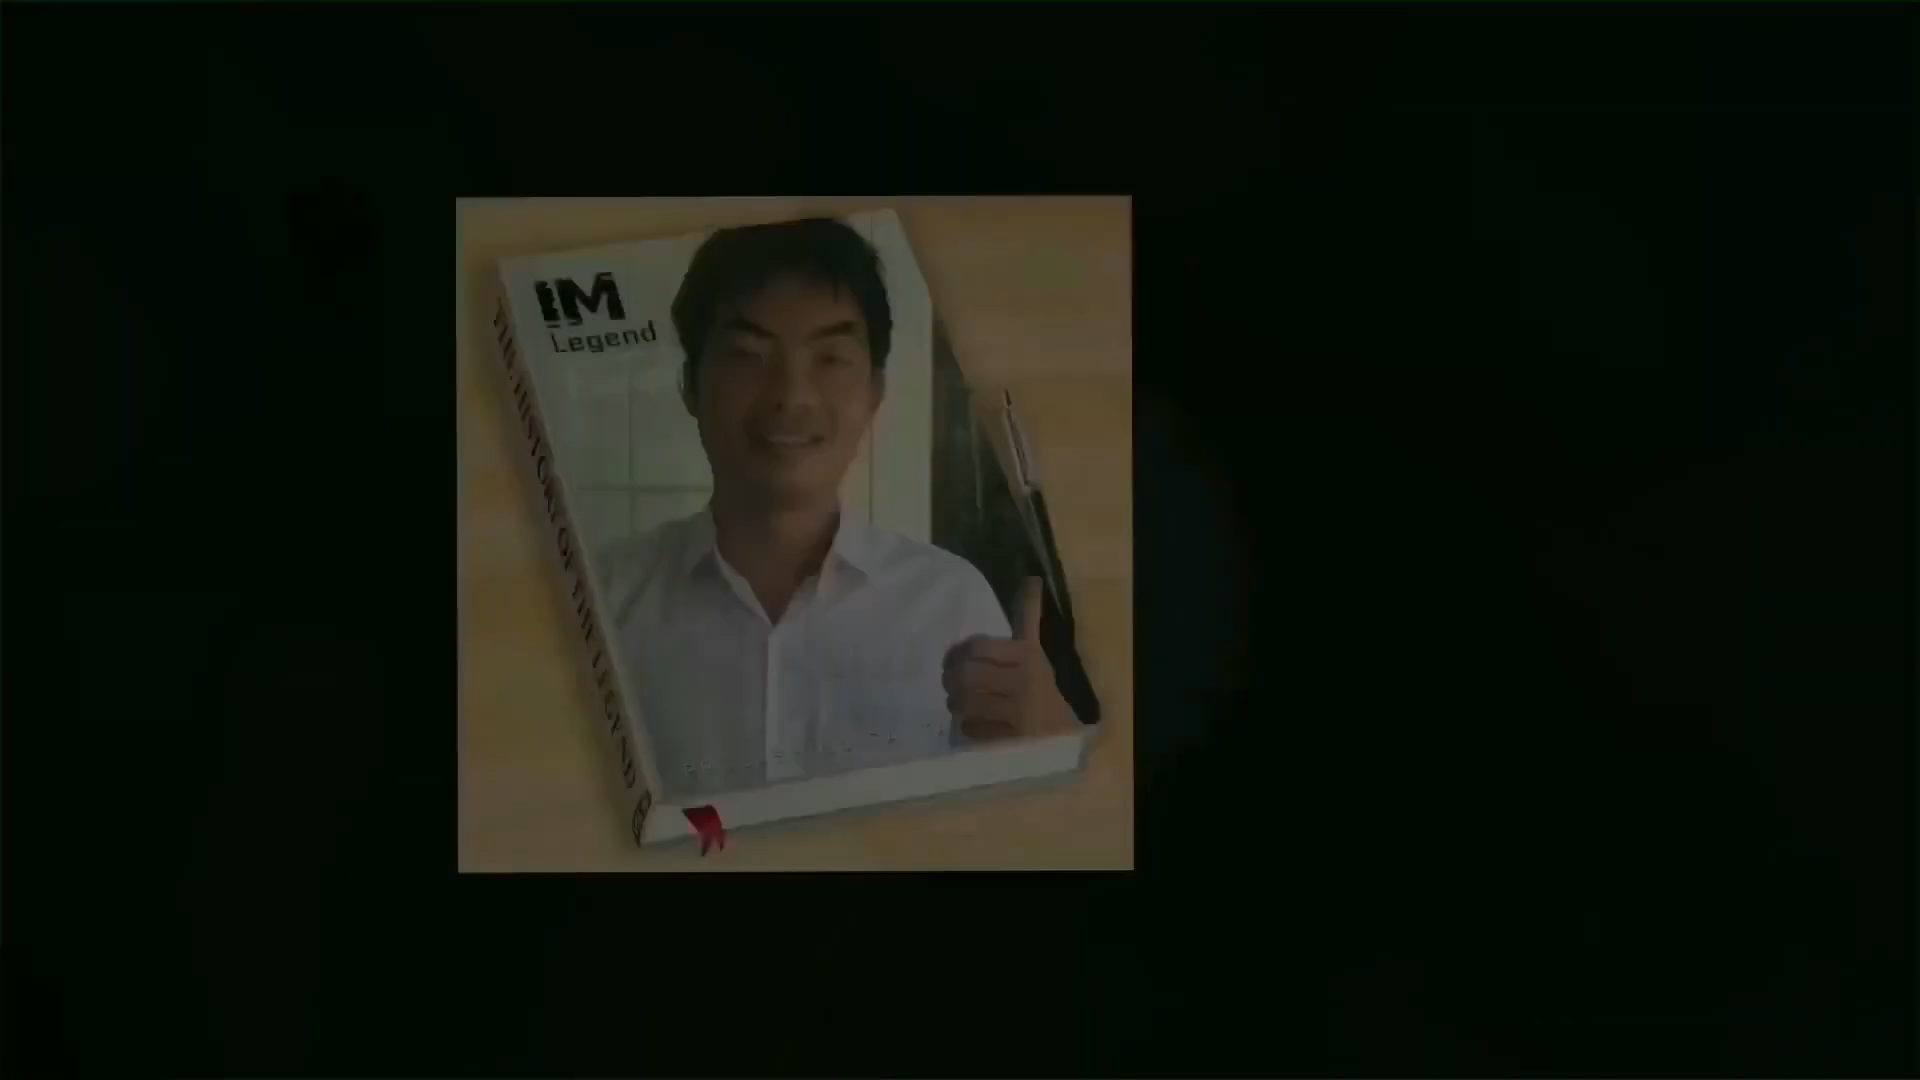 IM
Legend
THE HISTORY OF THE LEGEND